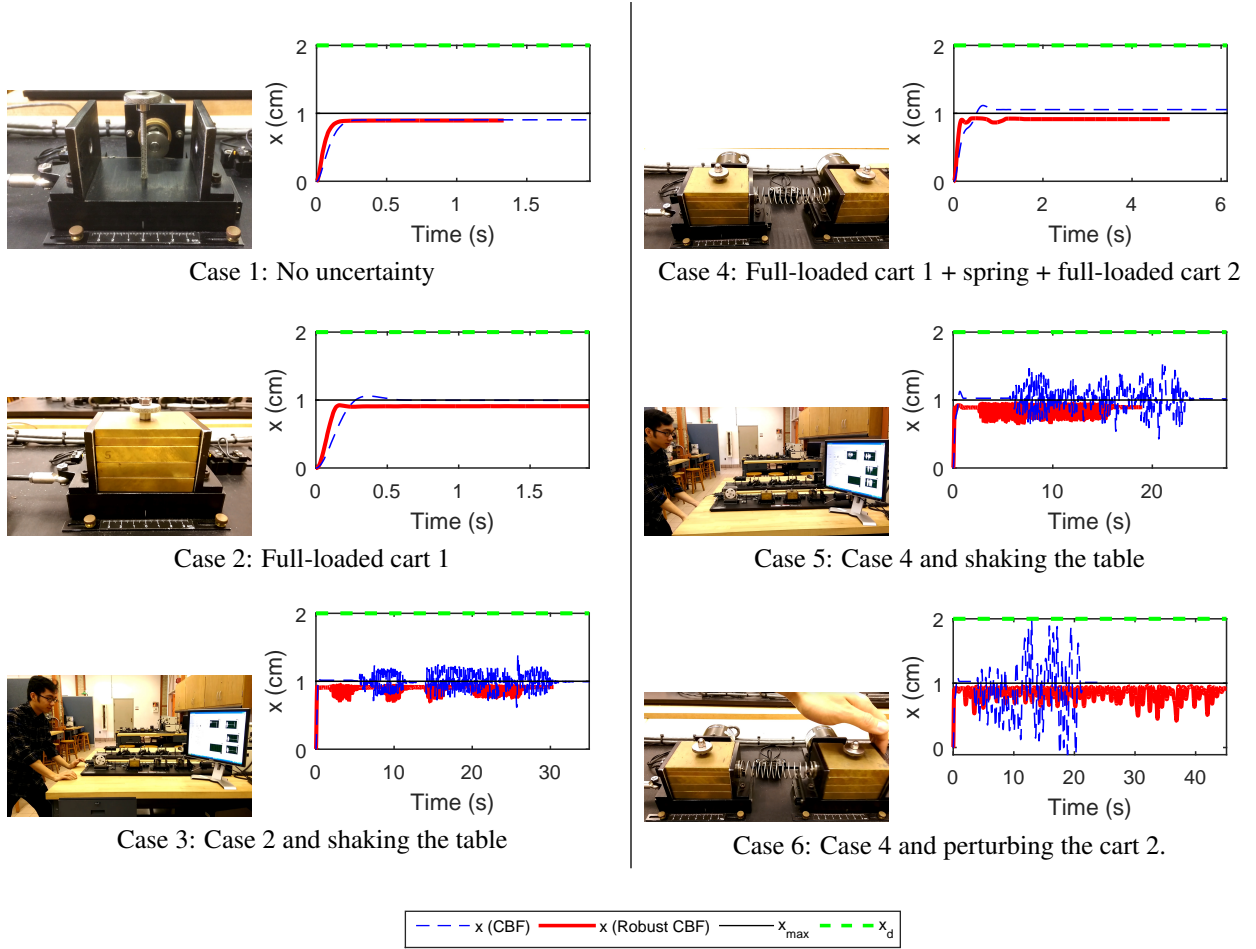 2
1
0
x (cm)
0 0.5 1 1.5
Time (s)
Case 1: No uncertainty
2
1
0
x (cm)
0 0.5 1 1.5
Time (s)
Case 2: Full-loaded cart 1
2
1
0
x (cm)
0 10 20 30
Time (s)
Case 3: Case 2 and shaking the table
2
1
0
x (cm)
0 2 4 6
Time (s)
Case 4: Full-loaded cart 1 + spring + full-loaded cart 2
2
1
0
x (cm)
0 10 20
Time (s)
Case 5: Case 4 and shaking the table
2
1
0
x (cm)
0 10 20 30 40
Time (s)
Case 6: Case 4 and perturbing the cart 2.
x (CBF) x (Robust CBF) x_max x_d